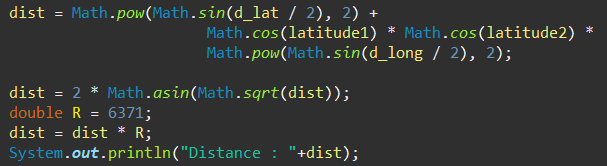 dist = Math.pow(Math.sin(d_lat / 2), 2) +
Math.cos(latitude1) * Math.cos(latitude2) *
Math.pow(Math.sin(d_long / 2), 2);
dist = 2 * Math.asin(Math.sqrt(dist));
double R = 6371;
dist = dist * R;
System.out.println("Distance : "+dist);